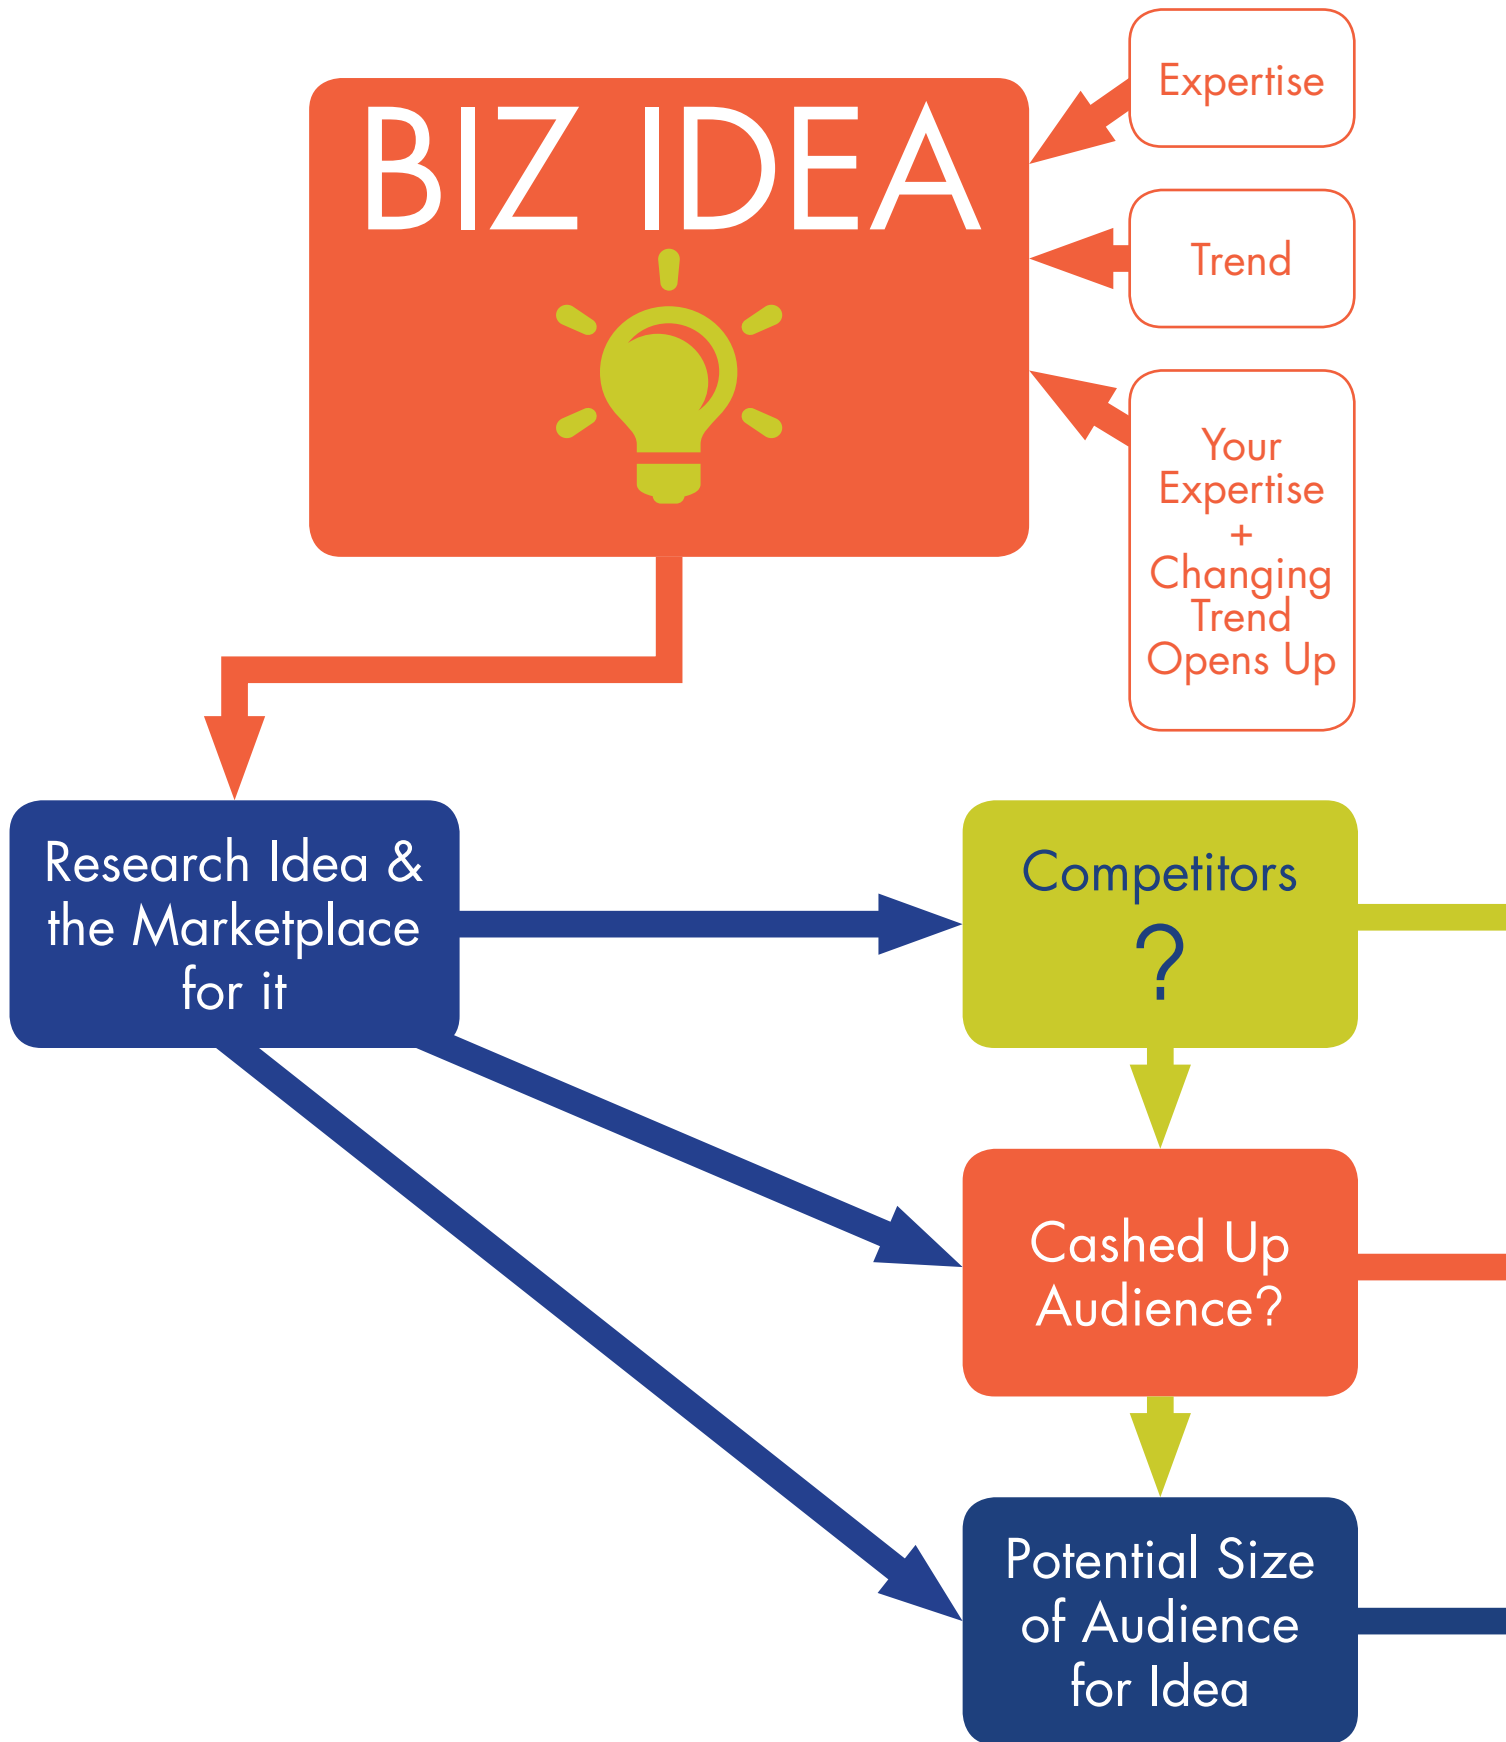 BIZ IDEA
Expertise
Trend
Your
Expertise
+
Changing
Trend
Opens Up
Research Idea &
the Marketplace
for it
Competitors
?
Cashed Up
Audience?
Potential Size
of Audience
for Idea